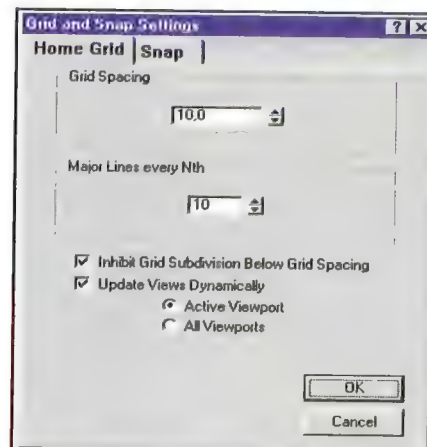 Grid and Snap Settings
Home Grid Snap
Grid Spacing
10,0
Major Lines every Nth
10
Inhibit Grid Subdivision Below Grid Spacing
Update Views Dynamically
Active Viewport
All Viewports
OK
Cancel